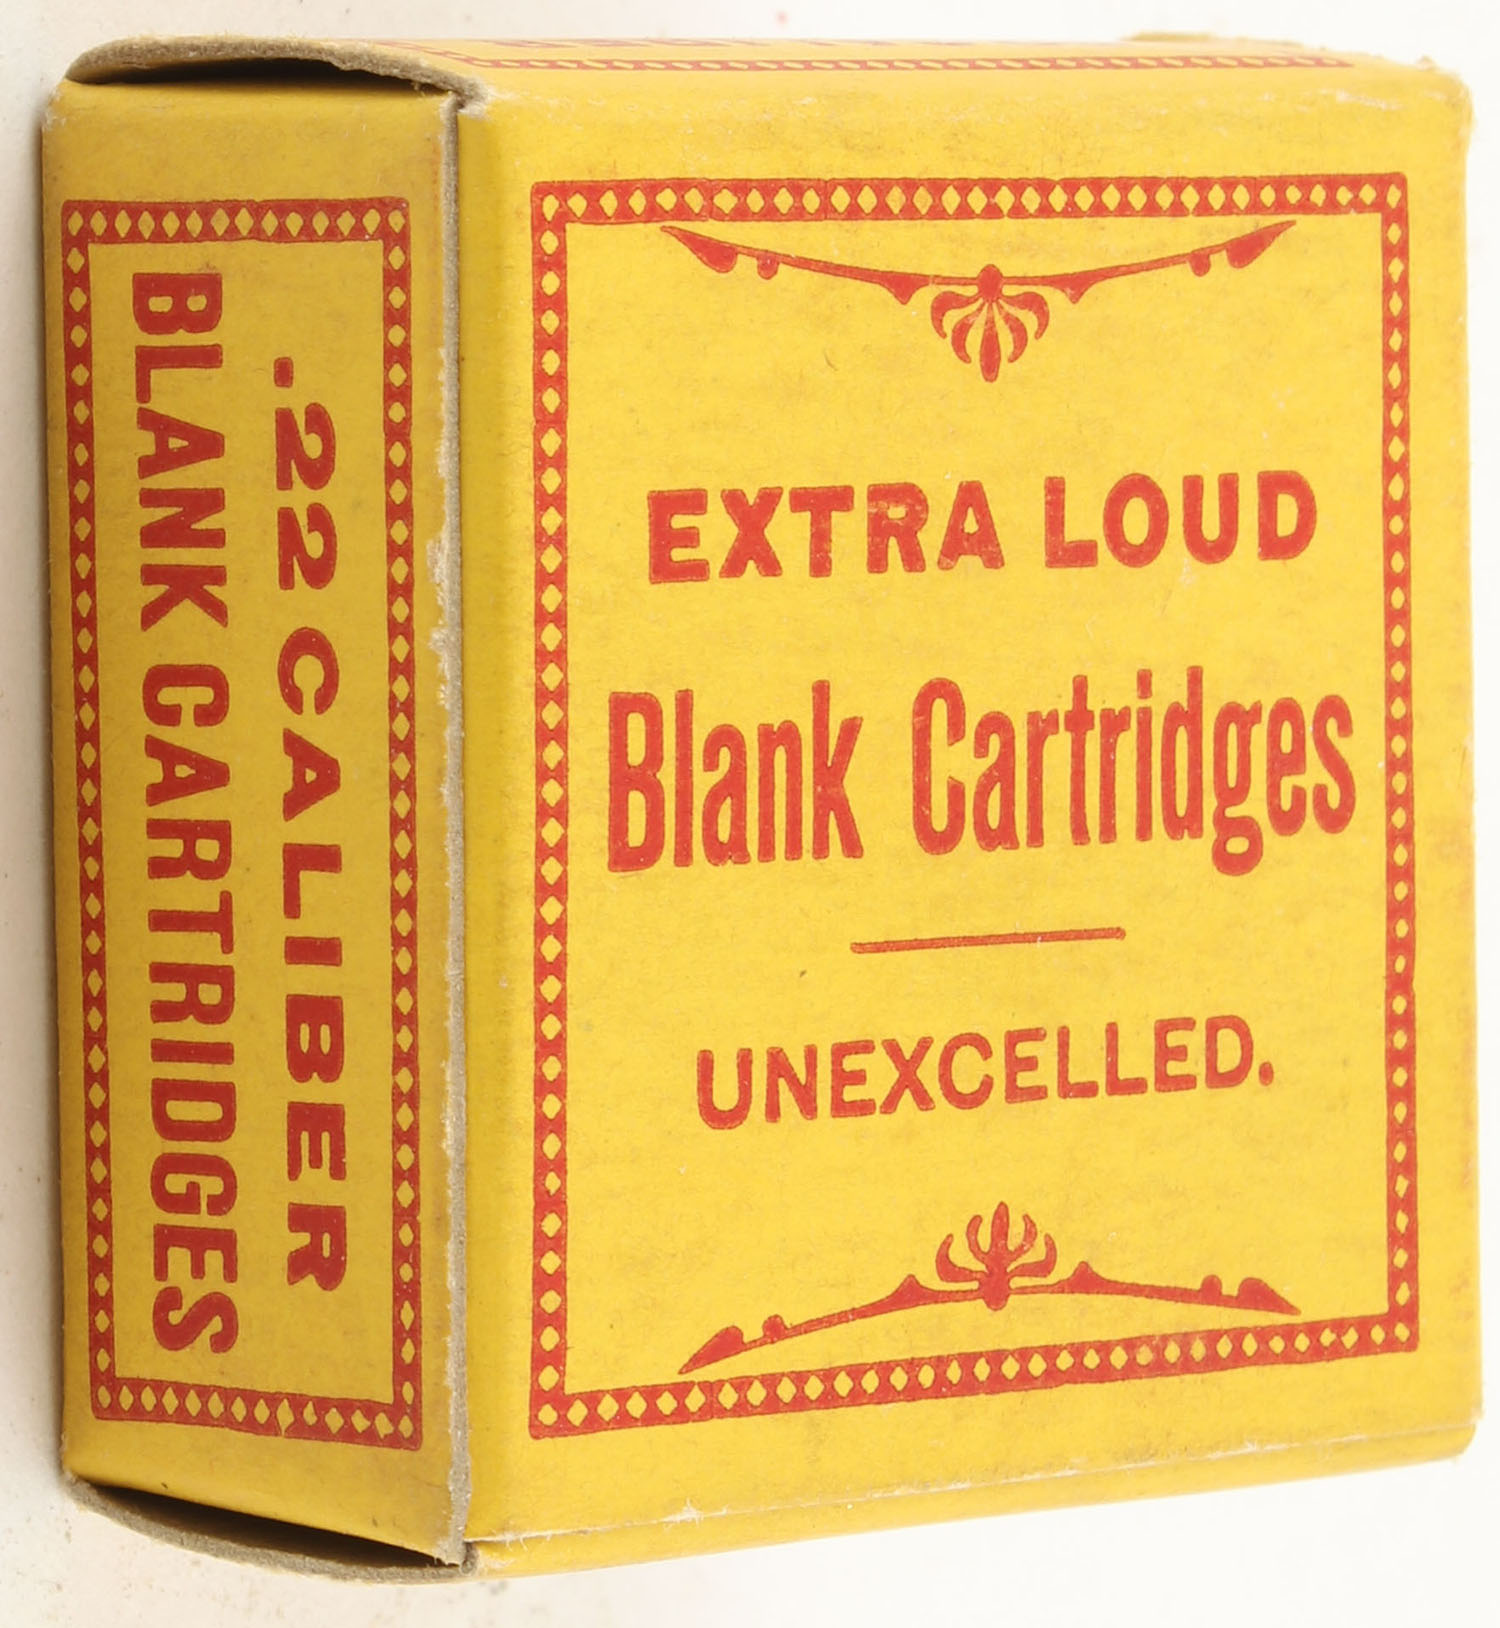 EXTRA LOUD
Blank Cartridges
UNEXCELLED.
.22 CALIBER
BLANK CARTRIDGES